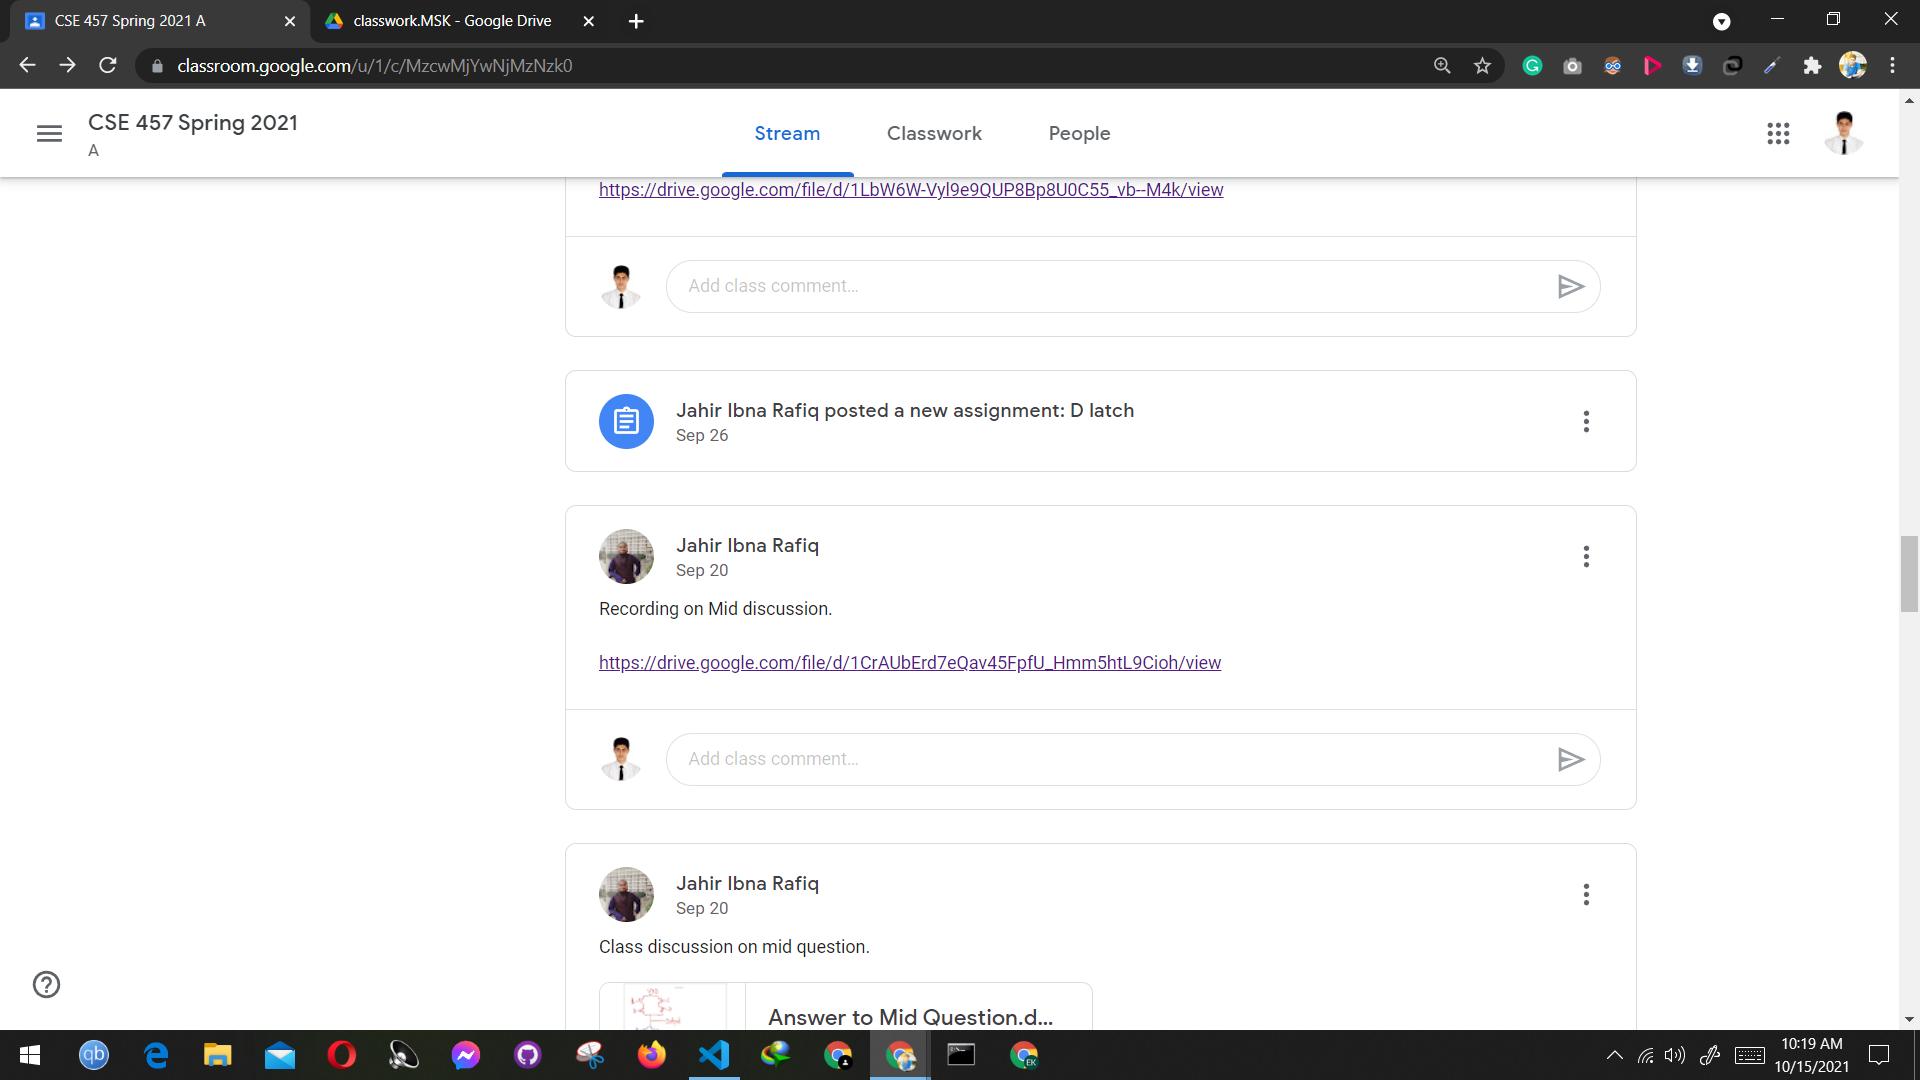 CSE 457 Spring 2021 A
classwork.MSK - Google Drive
classroom.google.com/u/1/c/MzcwMjYwNjMzNzk0
CSE 457 Spring 2021
A
Stream
Classwork
People
https://drive.google.com/file/d/1LbW6W-Vyl9e9QUP8Bp8U0C55_vb--M4k/view
Add class comment...
Jahir Ibna Rafiq posted a new assignment: D latch
Sep 26
Jahir Ibna Rafiq
Sep 20
Recording on Mid discussion.
https://drive.google.com/file/d/1CrAUbErd7eQav45FpfU_Hmm5htL9Cioh/view
Add class comment...
Jahir Ibna Rafiq
Sep 20
Class discussion on mid question.
Answer to Mid Question.d...
qb
EK
10:19 AM
10/15/2021